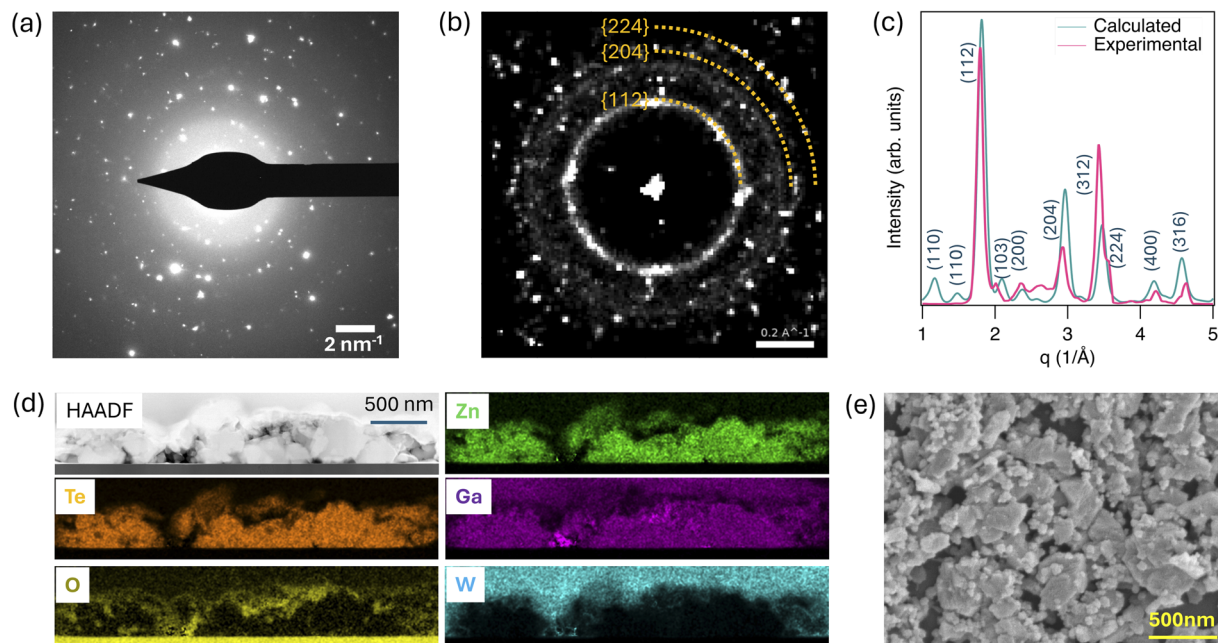 (a)
2 nm⁻¹
(b)
{224}
{204}
{112}
0.2 A^-1
(c)
Calculated
Experimental
Intensity (arb. units)
(110)
(110)
(112)
(103)
(200)
(204)
(312)
(224)
(400)
(316)
1
2
3
4
5
q (1/Å)
(d)
HAADF
500 nm
Zn
Te
Ga
O
W
(e)
500nm